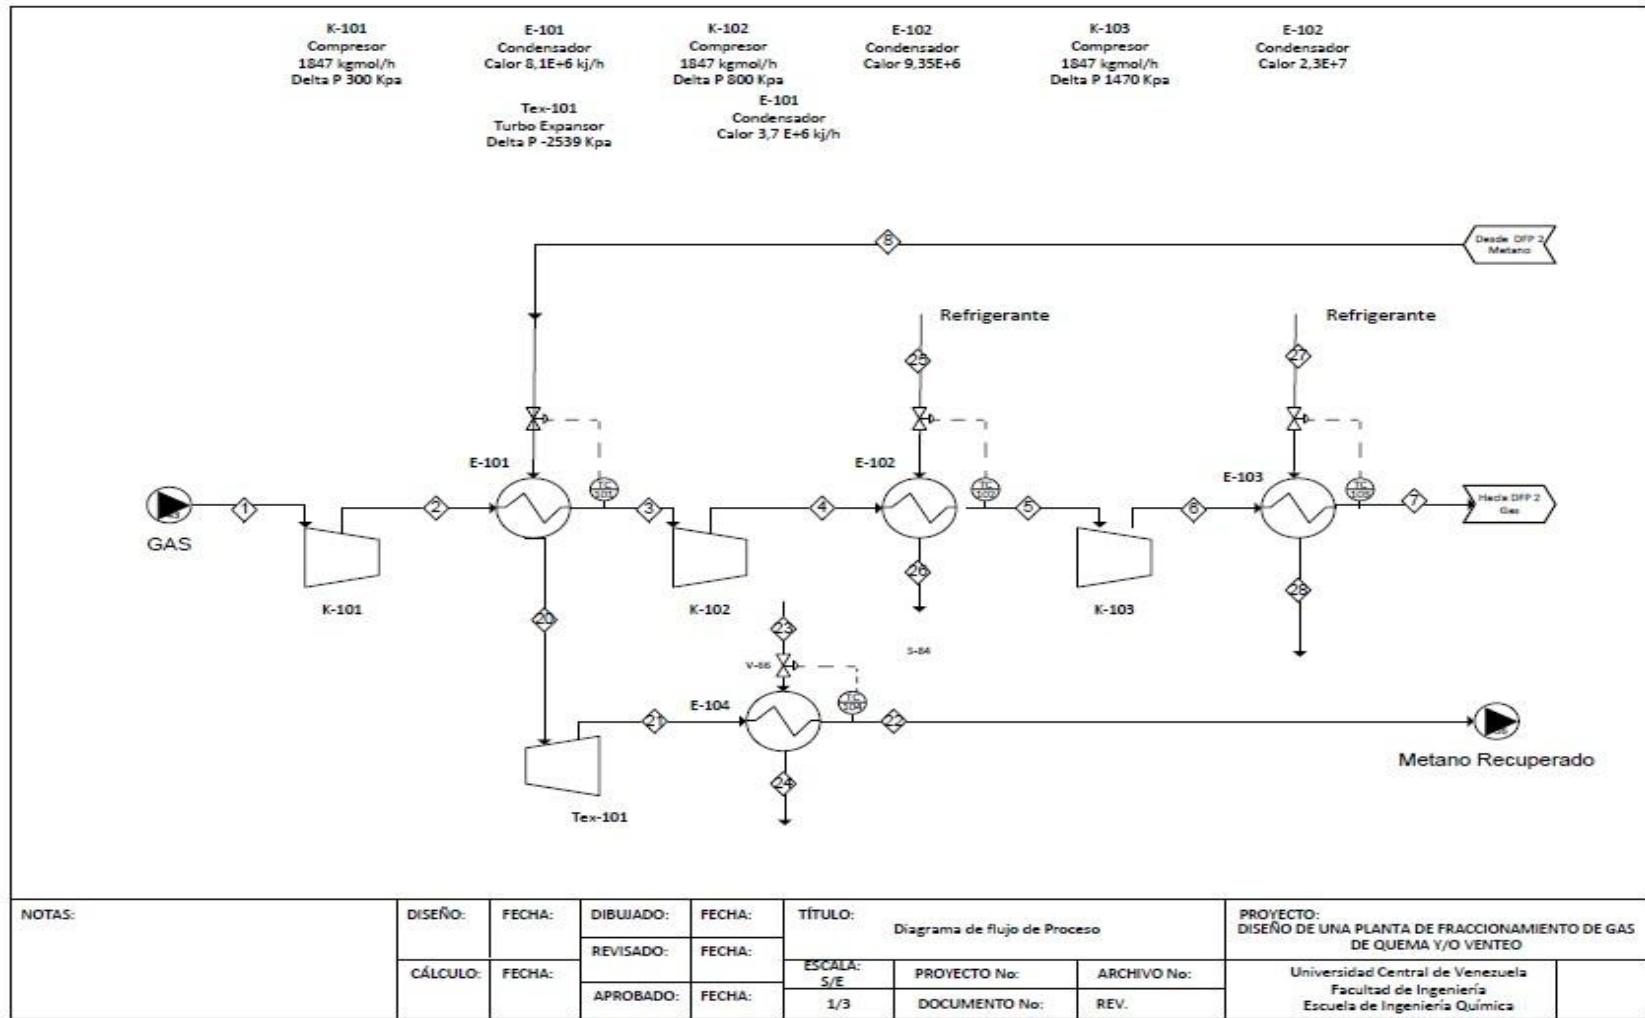 K-101
Compresor
1847 kgmol/h
Delta P 300 Kpa
E-101
Condensador
Calor 8,1E+6 kj/h
K-102
Compresor
1847 kgmol/h
Delta P 800 Kpa
E-102
Condensador
Calor 9,35E+6
K-103
Compresor
1847 kgmol/h
Delta P 1470 Kpa
E-102
Condensador
Calor 2,3E+7
Tex-101
Turbo Expansor
Delta P -2539 Kpa
E-101
Condensador
Calor 3,7 E+6 kj/h
8
Desde DFP 2
Metano
Refrigerante
Refrigerante
25
27
E-101
E-102
E-103
TC
101
TC
TC
1
2
3
4
5
6
7
Hacia DFP 2
Gas
GAS
K-101
K-102
K-103
20
26
28
23
S-84
V-66
E-104
TC
104
21
22
24
Tex-101
Metano Recuperado
NOTAS:
DISEÑO:
FECHA:
DIBUJADO:
FECHA:
REVISADO:
FECHA:
CÁLCULO:
FECHA:
APROBADO:
FECHA:
TÍTULO:
Diagrama de flujo de Proceso
ESCALA:
S/E
PROYECTO No:
ARCHIVO No:
1/3
DOCUMENTO No:
REV.
PROYECTO:
DISEÑO DE UNA PLANTA DE FRACCIONAMIENTO DE GAS
DE QUEMA Y/O VENTEO
Universidad Central de Venezuela
Facultad de Ingeniería
Escuela de Ingeniería Química